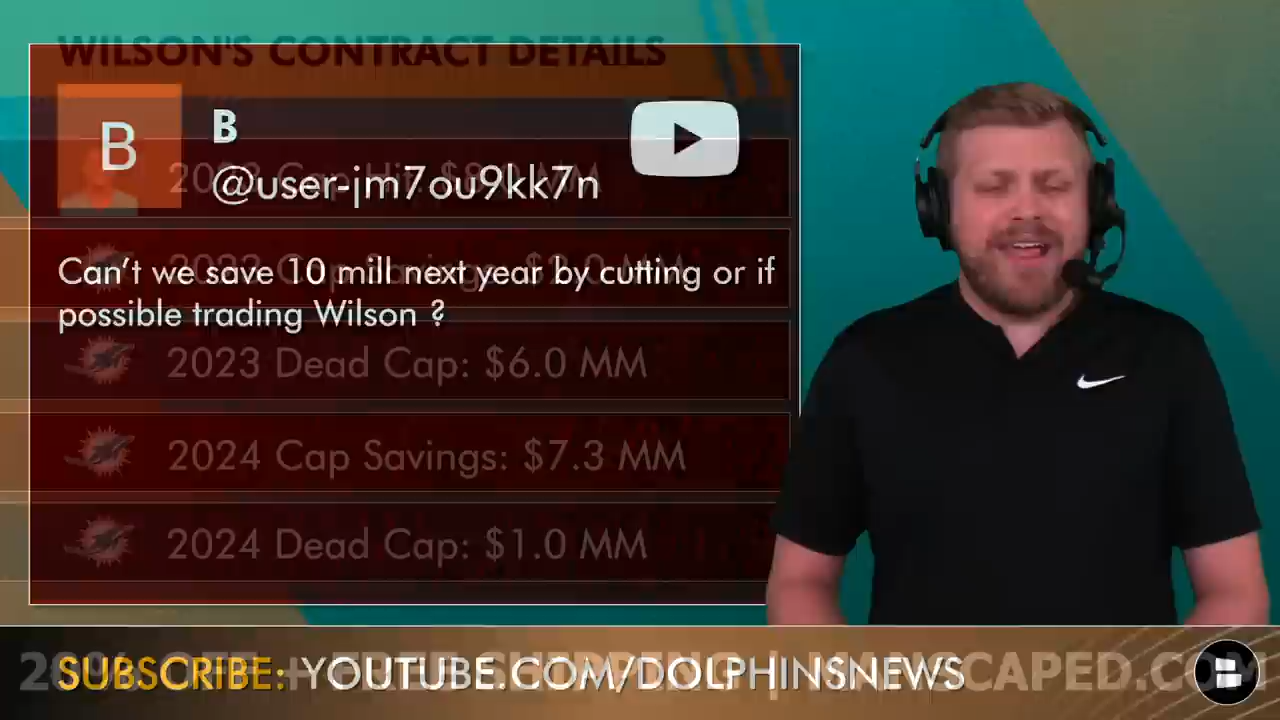 WILSON'S CONTRACT DETAILS
B
B
@user-jm7ou9kk7n
Can't we save 10 mill next year by cutting or if
possible trading Wilson ?
2023 Dead Cap: $6.0 MM
2024 Cap Savings: $7.3 MM
2024 Dead Cap: $1.0 MM
SUBSCRIBE: YOUTUBE.COM/DOLPHINSNEWS